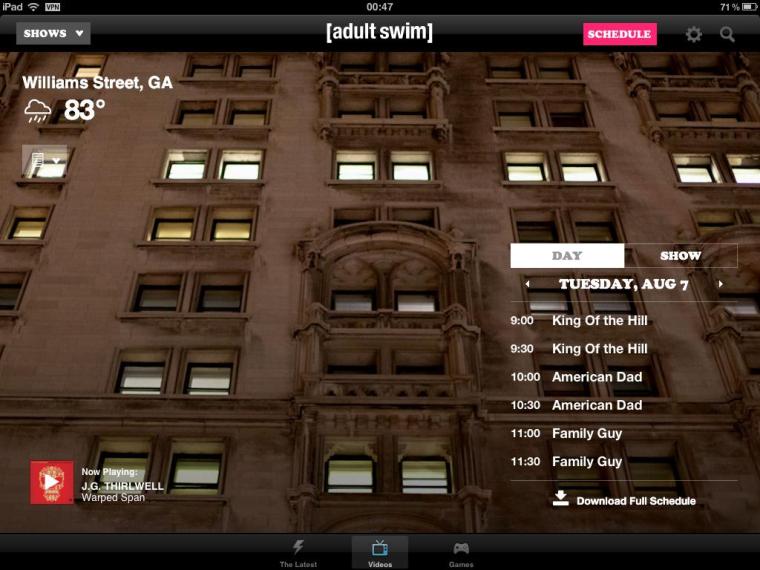 iPad VPN 00:47 71 %
SHOWS [adult swim] SCHEDULE
Williams Street, GA
83°
DAY SHOW
TUESDAY, AUG 7
9:00 King Of the Hill
9:30 King Of the Hill
10:00 American Dad
10:30 American Dad
11:00 Family Guy
11:30 Family Guy
Download Full Schedule
Now Playing:
J.G. THIRLWELL
Warped Span
The Latest Videos Games